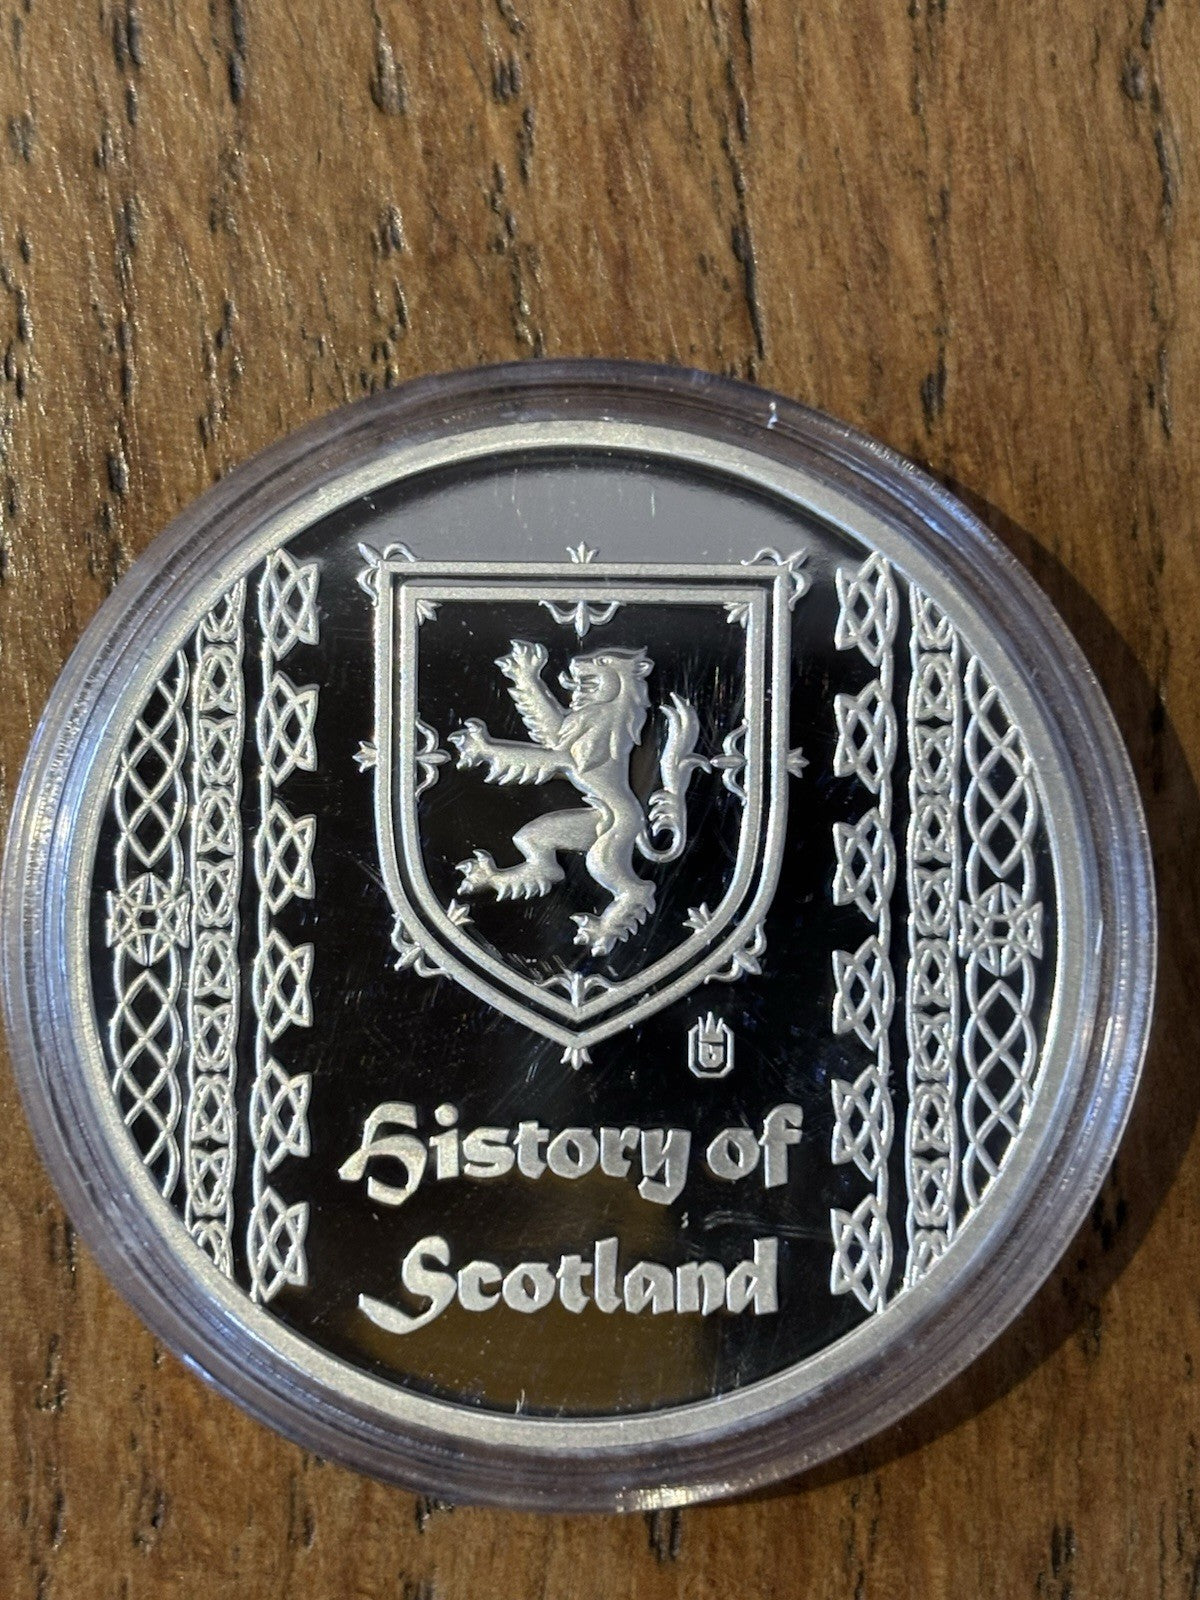 History of
Scotland